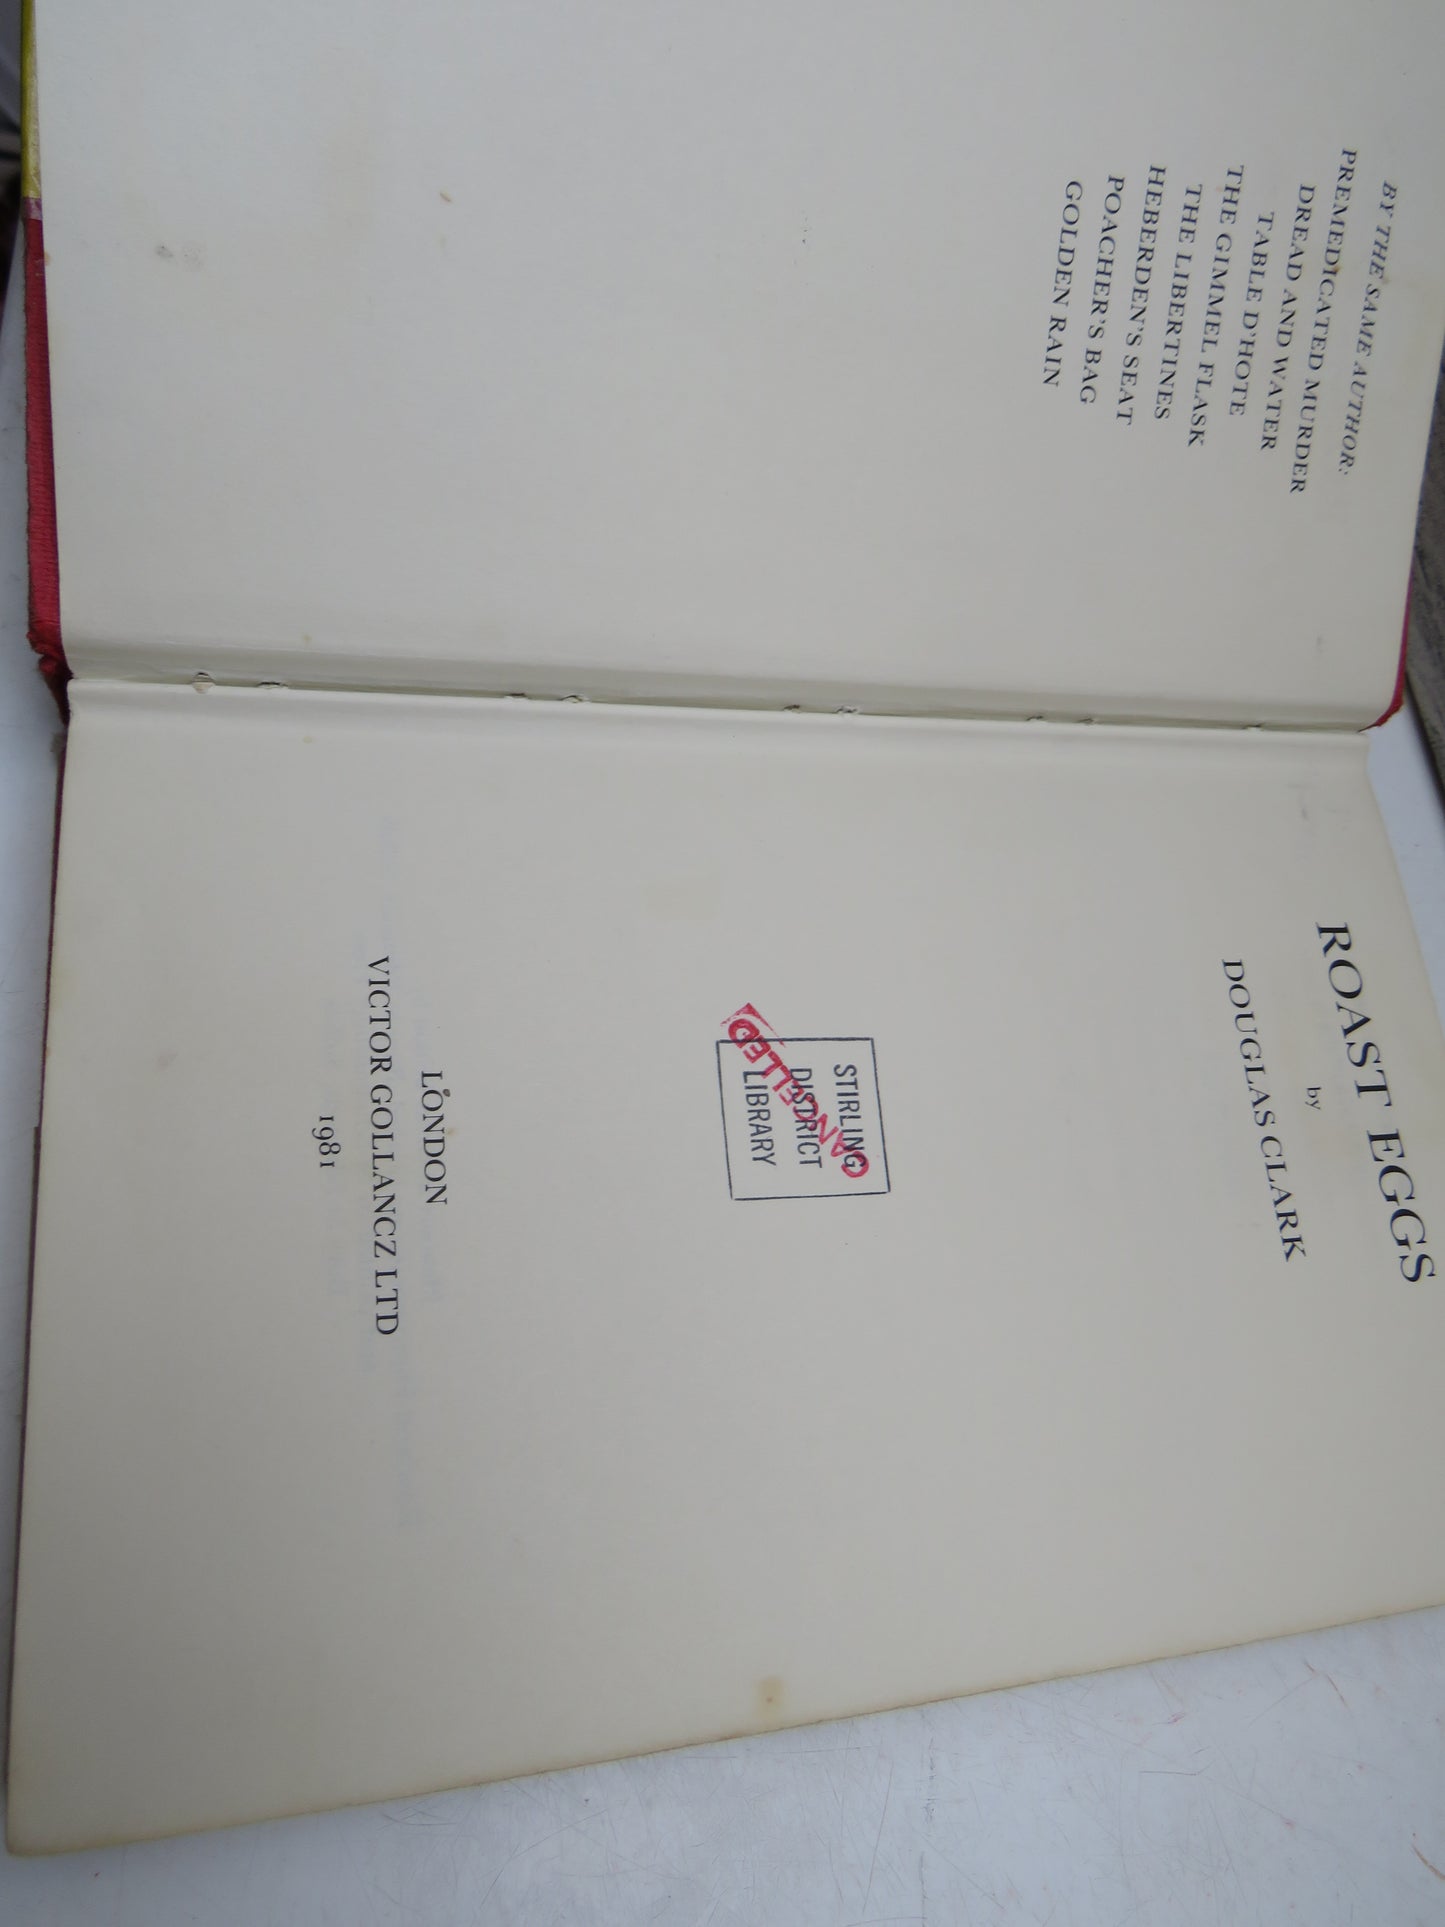 BY THE SAME AUTHOR:
PREMEDICATED MURDER
DREAD AND WATER
TABLE D'HOTE
THE GIMMEL FLASK
THE LIBERTINES
HEBERDEN'S SEAT
POACHER'S BAG
GOLDEN RAIN
ROAST EGGS
by
DOUGLAS CLARK
STIRLING
DISTRICT
LIBRARY
CANCELLED
LONDON
VICTOR GOLLANCZ LTD
1981